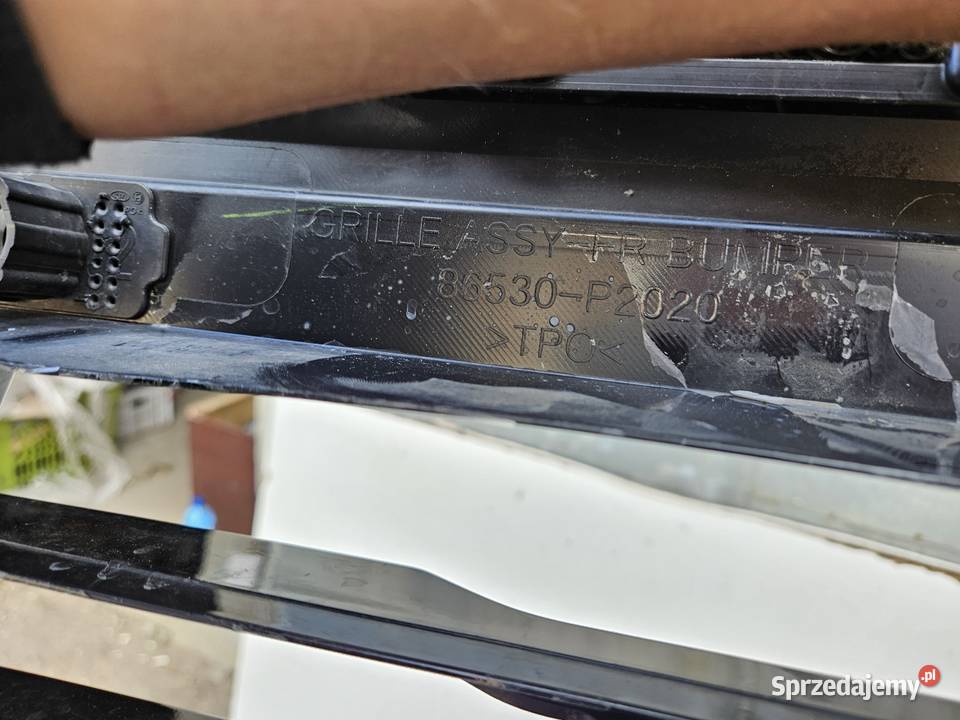 GRILLE ASSY-FR BUMPER
86530-P2020
>TPO<
Sprzedajemy.pl